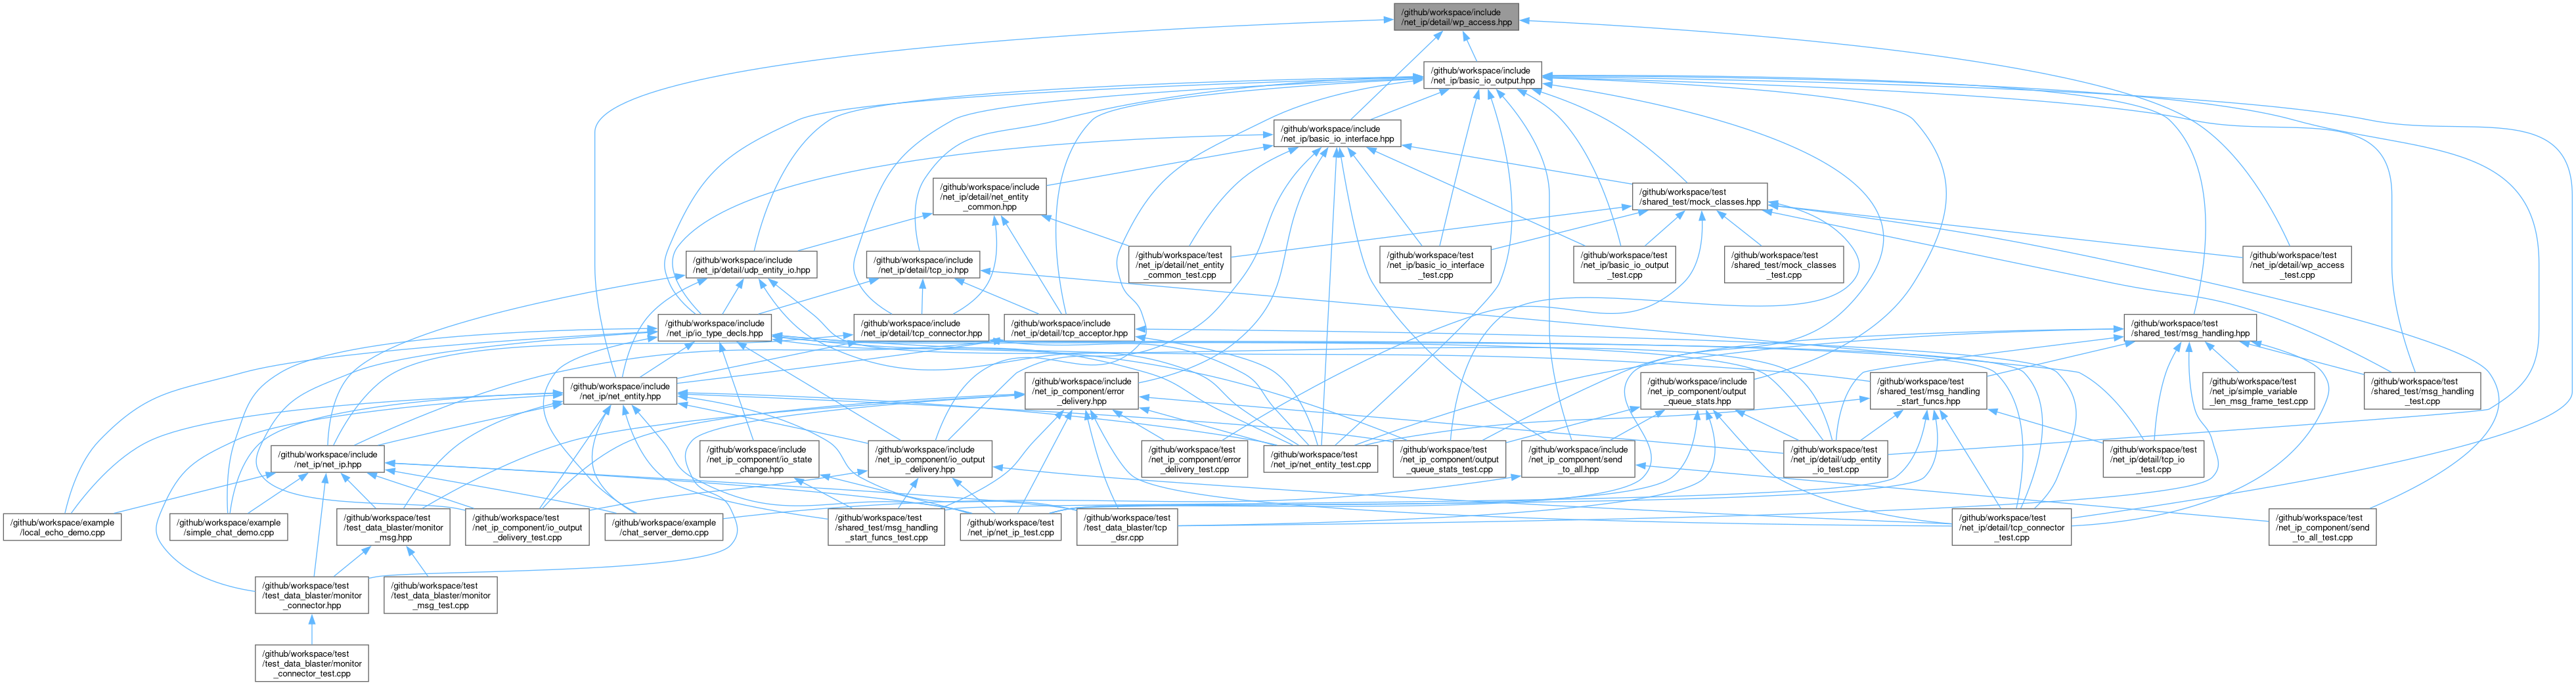 /github/workspace/include
/net_ip/detail/wp_access.hpp
/github/workspace/include
/net_ip/basic_io_output.hpp
/github/workspace/include
/net_ip/basic_io_interface.hpp
/github/workspace/include
/net_ip/detail/net_entity
_common.hpp
/github/workspace/test
/shared_test/mock_classes.hpp
/github/workspace/include
/net_ip/detail/udp_entity_io.hpp
/github/workspace/include
/net_ip/detail/tcp_io.hpp
/github/workspace/test
/net_ip/detail/net_entity
_common_test.cpp
/github/workspace/test
/net_ip/basic_io_interface
_test.cpp
/github/workspace/test
/net_ip/basic_io_output
_test.cpp
/github/workspace/test
/shared_test/mock_classes
_test.cpp
/github/workspace/test
/net_ip/detail/wp_access
_test.cpp
/github/workspace/include
/net_ip/io_type_decls.hpp
/github/workspace/include
/net_ip/detail/tcp_connector.hpp
/github/workspace/include
/net_ip/detail/tcp_acceptor.hpp
/github/workspace/test
/shared_test/msg_handling.hpp
/github/workspace/include
/net_ip/net_entity.hpp
/github/workspace/include
/net_ip_component/error
_delivery.hpp
/github/workspace/include
/net_ip_component/output
_queue_stats.hpp
/github/workspace/test
/shared_test/msg_handling
_start_funcs.hpp
/github/workspace/test
/net_ip/simple_variable
_len_msg_frame_test.cpp
/github/workspace/test
/shared_test/msg_handling
_test.cpp
/github/workspace/include
/net_ip/net_ip.hpp
/github/workspace/include
/net_ip_component/io_state
_change.hpp
/github/workspace/include
/net_ip_component/io_output
_delivery.hpp
/github/workspace/test
/net_ip_component/error
_delivery_test.cpp
/github/workspace/test
/net_ip/net_entity_test.cpp
/github/workspace/test
/net_ip_component/output
_queue_stats_test.cpp
/github/workspace/include
/net_ip_component/send
_to_all.hpp
/github/workspace/test
/net_ip/detail/udp_entity
_io_test.cpp
/github/workspace/test
/net_ip/detail/tcp_io
_test.cpp
/github/workspace/example
/local_echo_demo.cpp
/github/workspace/example
/simple_chat_demo.cpp
/github/workspace/test
/test_data_blaster/monitor
_msg.hpp
/github/workspace/test
/net_ip_component/io_output
_delivery_test.cpp
/github/workspace/example
/chat_server_demo.cpp
/github/workspace/test
/shared_test/msg_handling
_start_funcs_test.cpp
/github/workspace/test
/net_ip/net_ip_test.cpp
/github/workspace/test
/test_data_blaster/tcp
_dsr.cpp
/github/workspace/test
/net_ip/detail/tcp_connector
_test.cpp
/github/workspace/test
/net_ip_component/send
_to_all_test.cpp
/github/workspace/test
/test_data_blaster/monitor
_connector.hpp
/github/workspace/test
/test_data_blaster/monitor
_msg_test.cpp
/github/workspace/test
/test_data_blaster/monitor
_connector_test.cpp